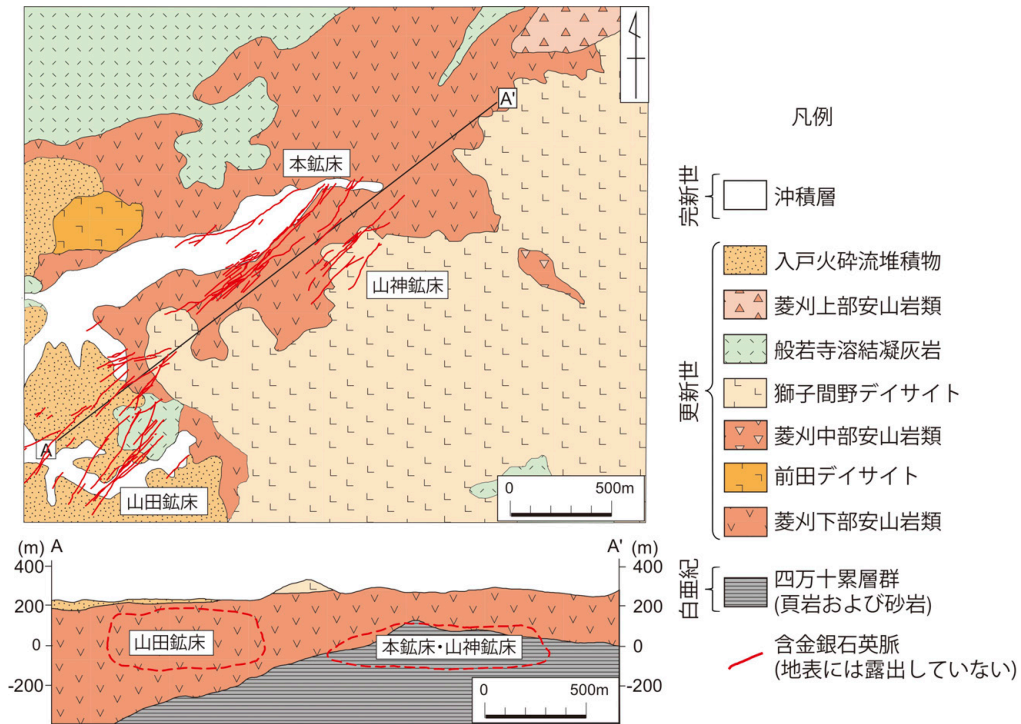 A'
本鉱床
山神鉱床
A
山田鉱床
0 500m
(m) A A' (m)
400 400
200 200
0 0
-200 -200
山田鉱床
本鉱床・山神鉱床
0 500m
凡例
完新世
沖積層
更新世
入戸火砕流堆積物
菱刈上部安山岩類
般若寺溶結凝灰岩
獅子間野デイサイト
菱刈中部安山岩類
前田デイサイト
菱刈下部安山岩類
白亜紀
四万十累層群
(頁岩および砂岩)
含金銀石英脈
(地表には露出していない)